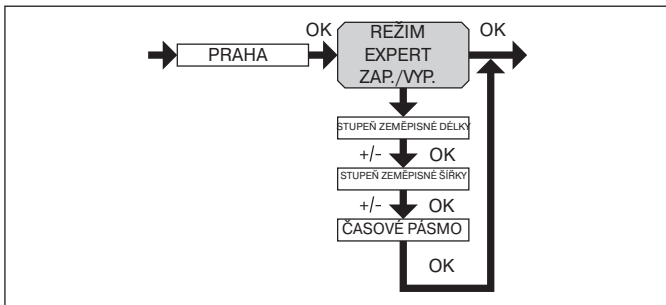 OK
REŽIM
OK
PRAHA
EXPERT
ZAP./VYP.
STUPEŇ ZEMĚPISNÉ DÉLKY
+/-
OK
STUPEŇ ZEMĚPISNÉ ŠÍŘKY
+/-
OK
ČASOVÉ PÁSMO
OK